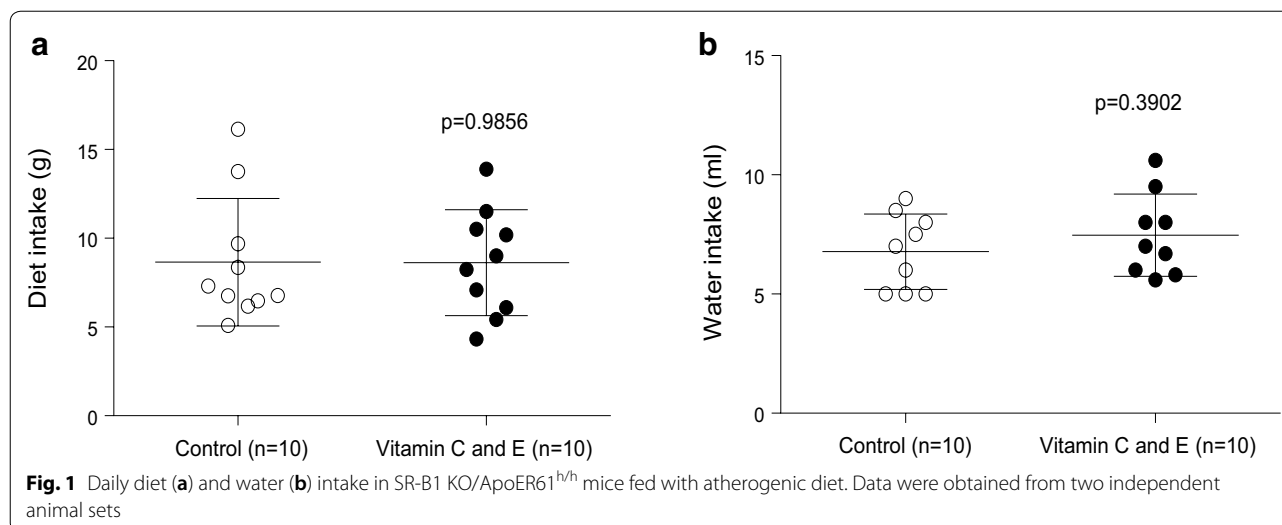 a
20
15
10
5
0
Diet intake (g)
p=0.9856
Control (n=10)
Vitamin C and E (n=10)
b
15
10
5
0
Water intake (ml)
p=0.3902
Control (n=10)
Vitamin C and E (n=10)
Fig. 1 Daily diet (a) and water (b) intake in SR-B1 KO/ApoER61h/h mice fed with atherogenic diet. Data were obtained from two independent
animal sets